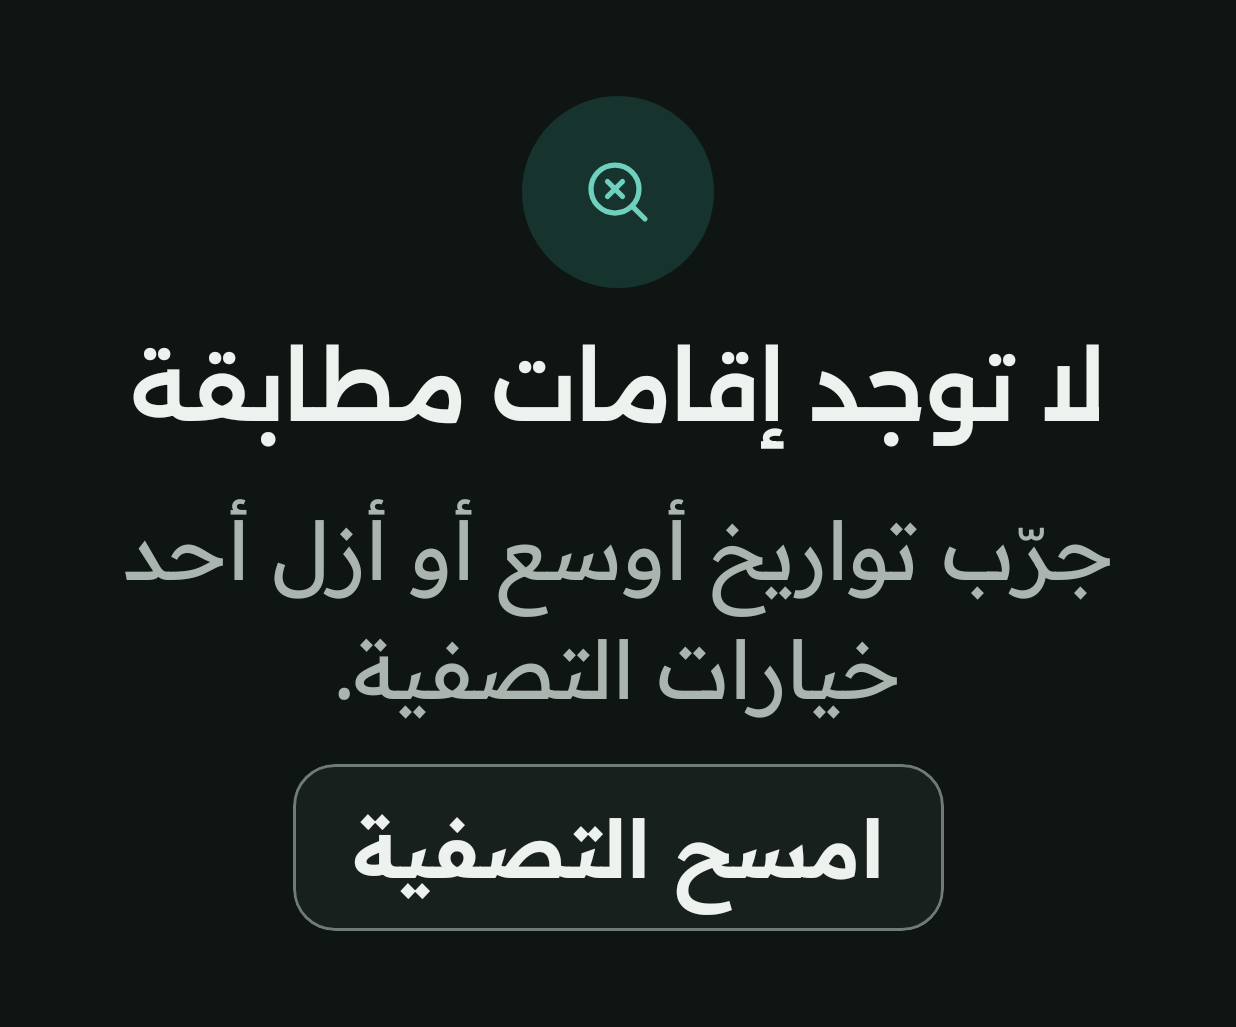 لا توجد إقامات مطابقة
جرّب تواريخ أوسع أو أزل أحد
خيارات التصفية.
امسح التصفية